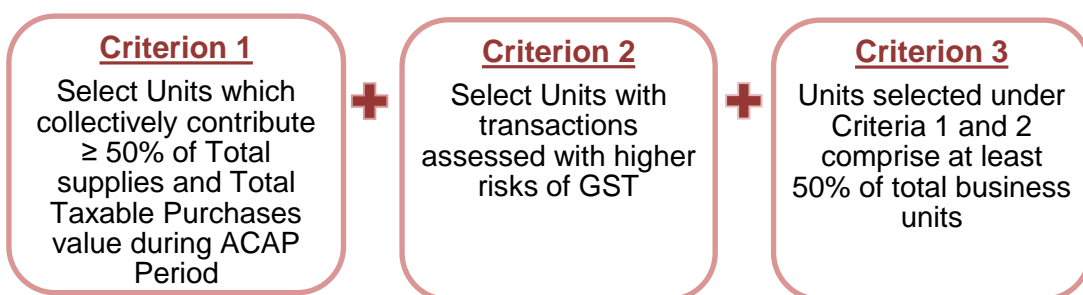 Criterion 1
Select Units which
collectively contribute
≥ 50% of Total
supplies and Total
Taxable Purchases
value during ACAP
Period
Criterion 2
Select Units with
transactions
assessed with higher
risks of GST
Criterion 3
Units selected under
Criteria 1 and 2
comprise at least
50% of total business
units